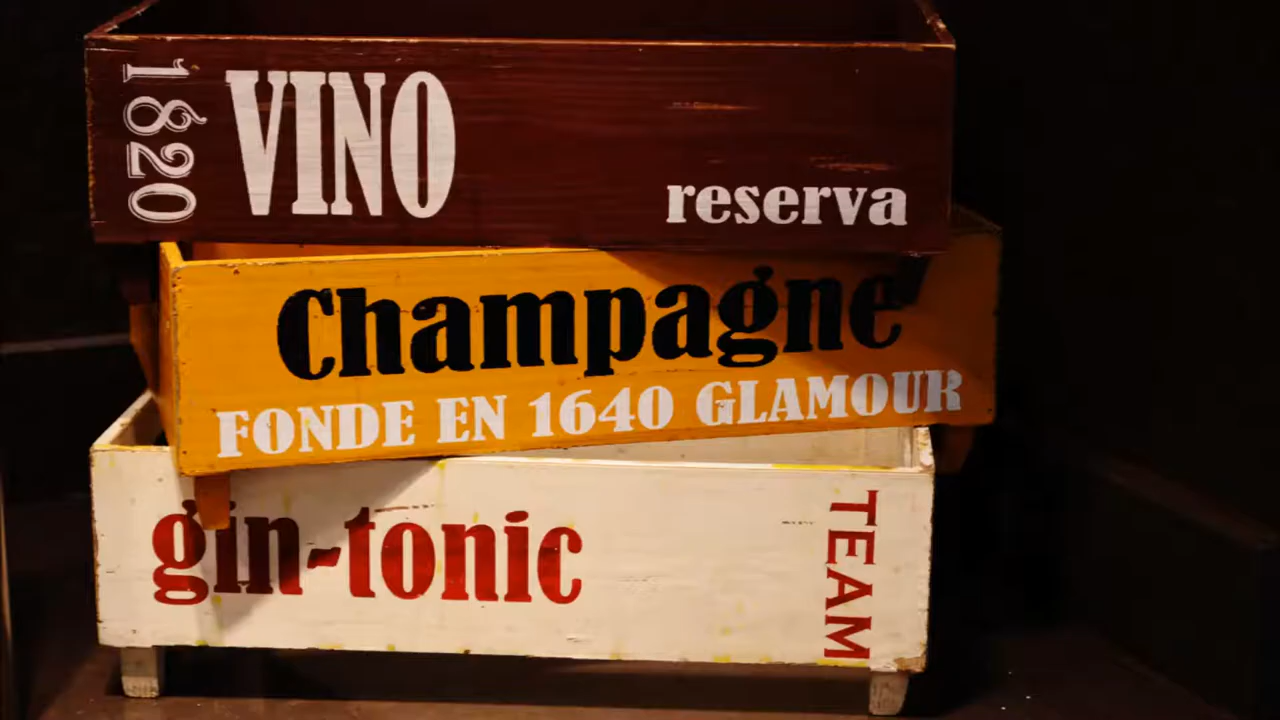 1820
VINO
reserva
Champagne
FONDE EN 1640 GLAMOUR
gin-tonic
TEAM